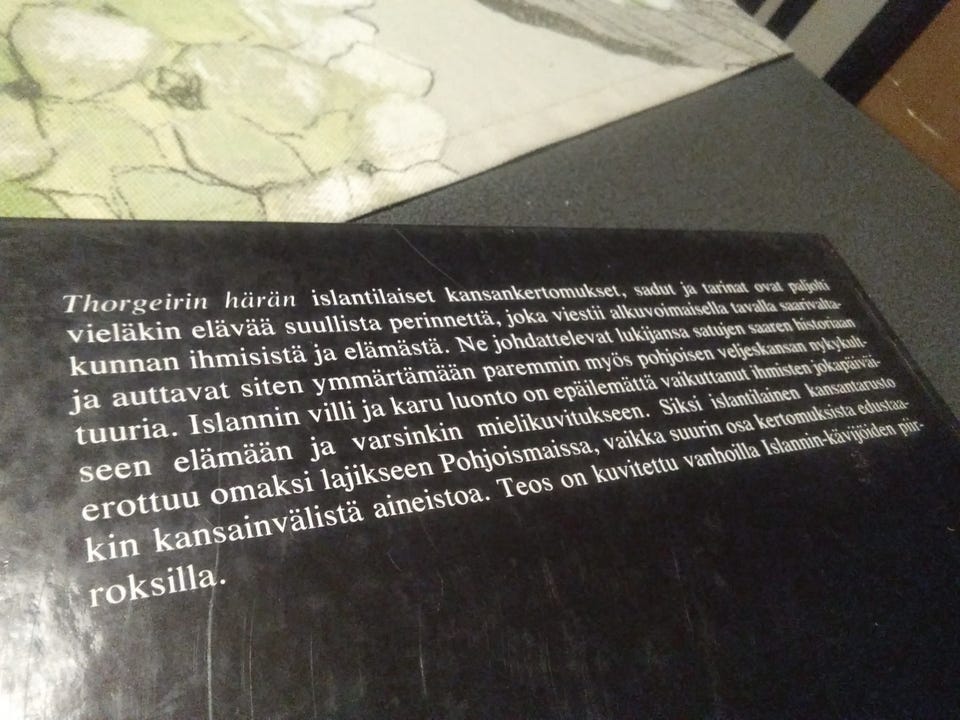 Thorgeirin härän islantilaiset kansankertomukset, sadut ja tarinat ovat paljolti
vieläkin elävää suullista perinnettä, joka viestii alkuvoimaisella tavalla saarivalta-
kunnan ihmisistä ja elämästä. Ne johdattelevat lukijansa satujen saaren historiaan
ja auttavat siten ymmärtämään paremmin myös pohjoisen veljeskansan nykykult-
tuuria. Islannin villi ja karu luonto on epäilemättä vaikuttanut ihmisten jokapäiväi-
seen elämään ja varsinkin mielikuvitukseen. Siksi islantilainen kansantarusto
erottuu omaksi lajikseen Pohjoismaissa, vaikka suurin osa kertomuksista edustaa-
kin kansainvälistä aineistoa. Teos on kuvitettu vanhoilla Islannin-kävijöiden piir-
roksilla.